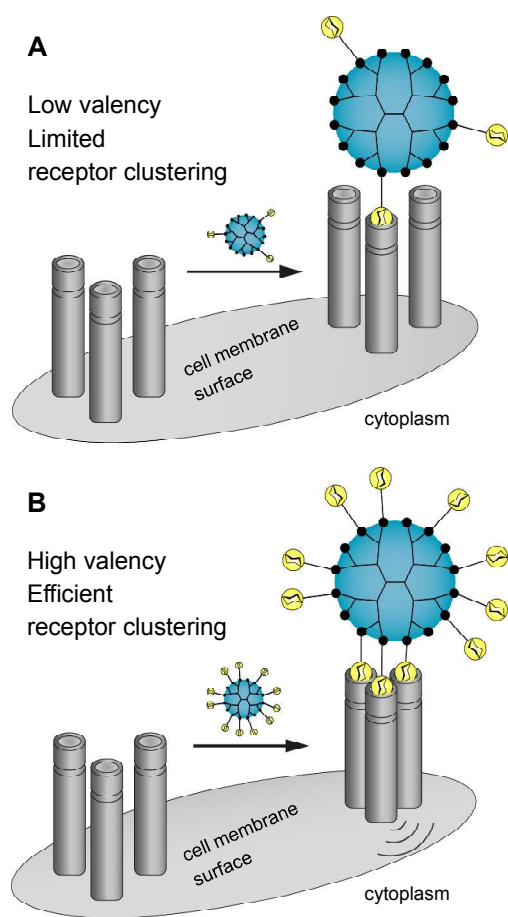 A
Low valency
Limited
receptor clustering
cell membrane
surface
cytoplasm
B
High valency
Efficient
receptor clustering
cell membrane
surface
cytoplasm